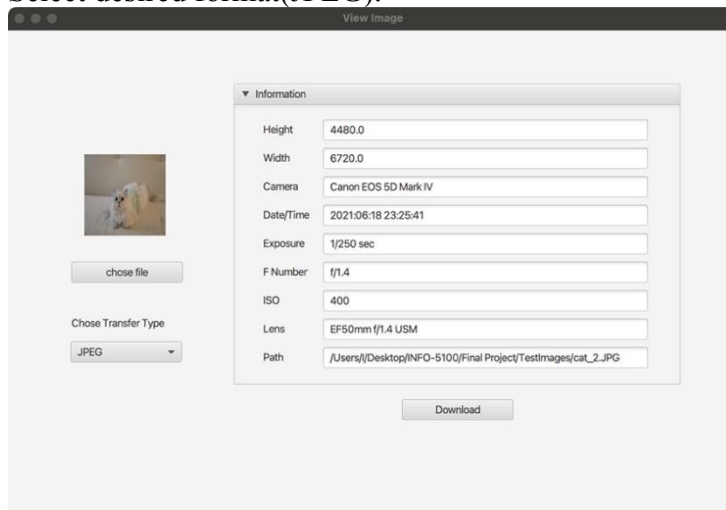 Select desired format(JPEG):
View Image
Information
Height 4480.0
Width 6720.0
Camera Canon EOS 5D Mark IV
Date/Time 2021:06:18 23:25:41
Exposure 1/250 sec
F Number f/1.4
ISO 400
Lens EF50mm f/1.4 USM
Path /Users/l/Desktop/INFO-5100/Final Project/TestImages/cat_2.JPG
chose file
Chose Transfer Type
JPEG
Download